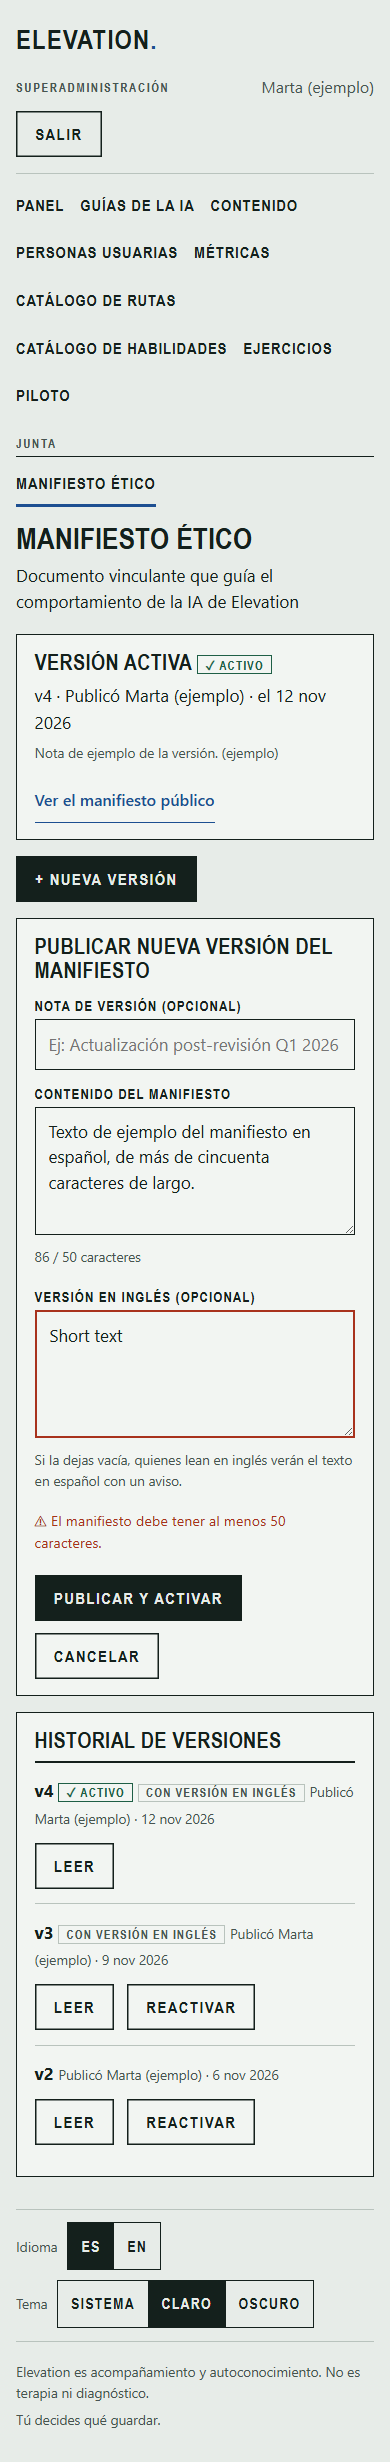 ELEVATION.
SUPERADMINISTRACIÓN Marta (ejemplo)
SALIR
PANEL GUÍAS DE LA IA CONTENIDO
PERSONAS USUARIAS MÉTRICAS
CATÁLOGO DE RUTAS
CATÁLOGO DE HABILIDADES EJERCICIOS
PILOTO
JUNTA
MANIFIESTO ÉTICO
MANIFIESTO ÉTICO
Documento vinculante que guía el
comportamiento de la IA de Elevation
VERSIÓN ACTIVA ✓ ACTIVO
v4 · Publicó Marta (ejemplo) · el 12 nov
2026
Nota de ejemplo de la versión. (ejemplo)
Ver el manifiesto público
+ NUEVA VERSIÓN
PUBLICAR NUEVA VERSIÓN DEL
MANIFIESTO
NOTA DE VERSIÓN (OPCIONAL)
Ej: Actualización post-revisión Q1 2026
CONTENIDO DEL MANIFIESTO
Texto de ejemplo del manifiesto en
español, de más de cincuenta
caracteres de largo.
86 / 50 caracteres
VERSIÓN EN INGLÉS (OPCIONAL)
Short text
Si la dejas vacía, quienes lean en inglés verán el texto
en español con un aviso.
⚠ El manifiesto debe tener al menos 50
caracteres.
PUBLICAR Y ACTIVAR
CANCELAR
HISTORIAL DE VERSIONES
v4 ✓ ACTIVO CON VERSIÓN EN INGLÉS Publicó
Marta (ejemplo) · 12 nov 2026
LEER
v3 CON VERSIÓN EN INGLÉS Publicó Marta
(ejemplo) · 9 nov 2026
LEER REACTIVAR
v2 Publicó Marta (ejemplo) · 6 nov 2026
LEER REACTIVAR
Idioma ES EN
Tema SISTEMA CLARO OSCURO
Elevation es acompañamiento y autoconocimiento. No es
terapia ni diagnóstico.
Tú decides qué guardar.